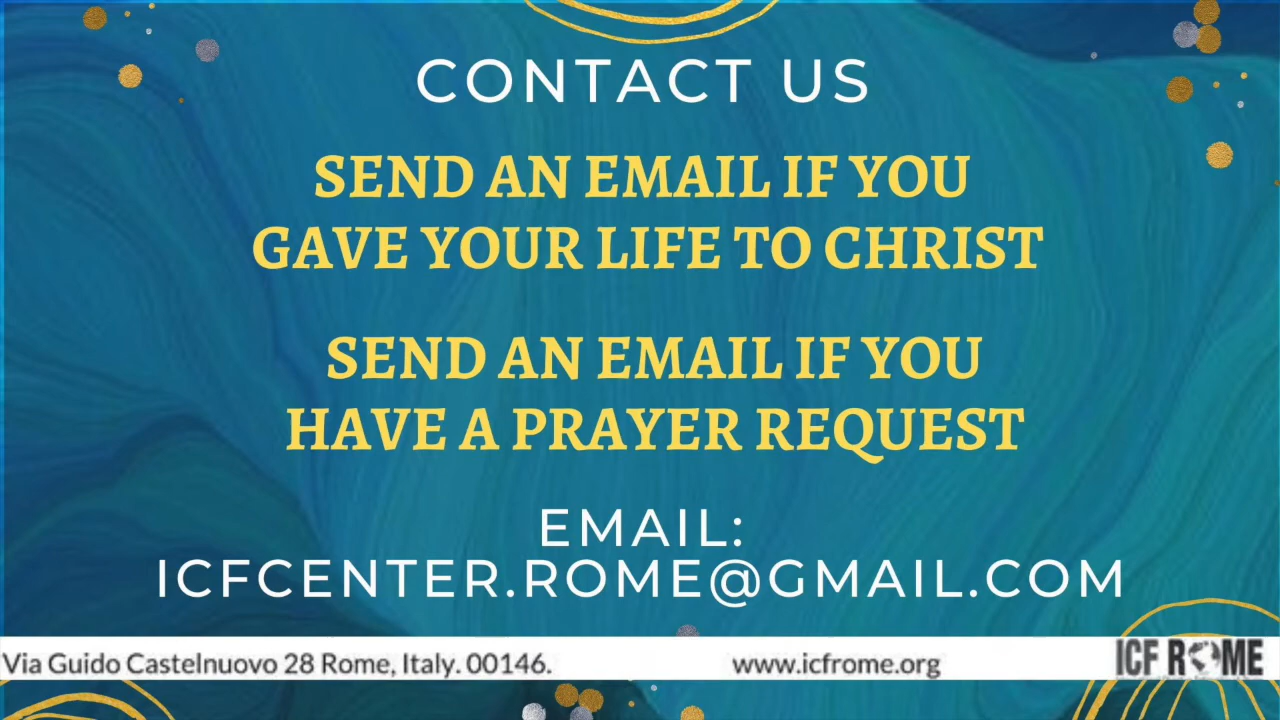 CONTACT US
SEND AN EMAIL IF YOU
GAVE YOUR LIFE TO CHRIST
SEND AN EMAIL IF YOU
HAVE A PRAYER REQUEST
EMAIL:
ICFCENTER.ROME@GMAIL.COM
Via Guido Castelnuovo 28 Rome, Italy. 00146. www.icfrome.org ICF ROME